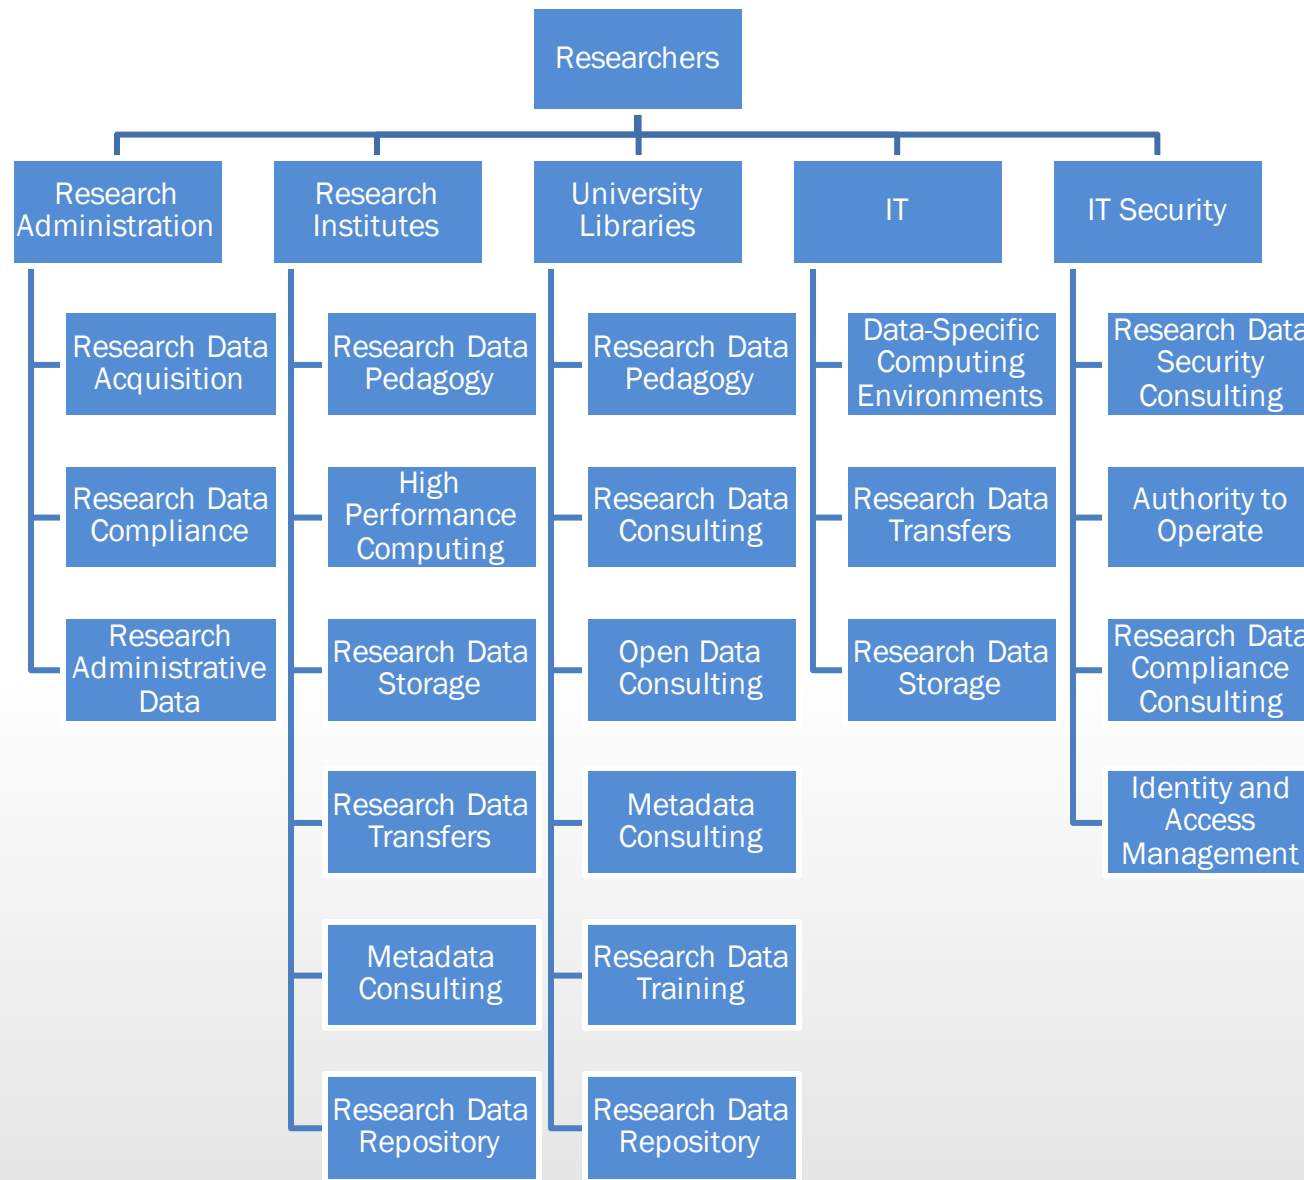 Researchers
Research
Administration
Research
Institutes
University
Libraries
IT
IT Security
Research Data
Acquisition
Research Data
Compliance
Research
Administrative
Data
Research Data
Pedagogy
High
Performance
Computing
Research Data
Storage
Research Data
Transfers
Metadata
Consulting
Research Data
Repository
Research Data
Pedagogy
Research Data
Consulting
Open Data
Consulting
Metadata
Consulting
Research Data
Training
Research Data
Repository
Data-Specific
Computing
Environments
Research Data
Transfers
Research Data
Storage
Research Data
Security
Consulting
Authority to
Operate
Research Data
Compliance
Consulting
Identity and
Access
Management